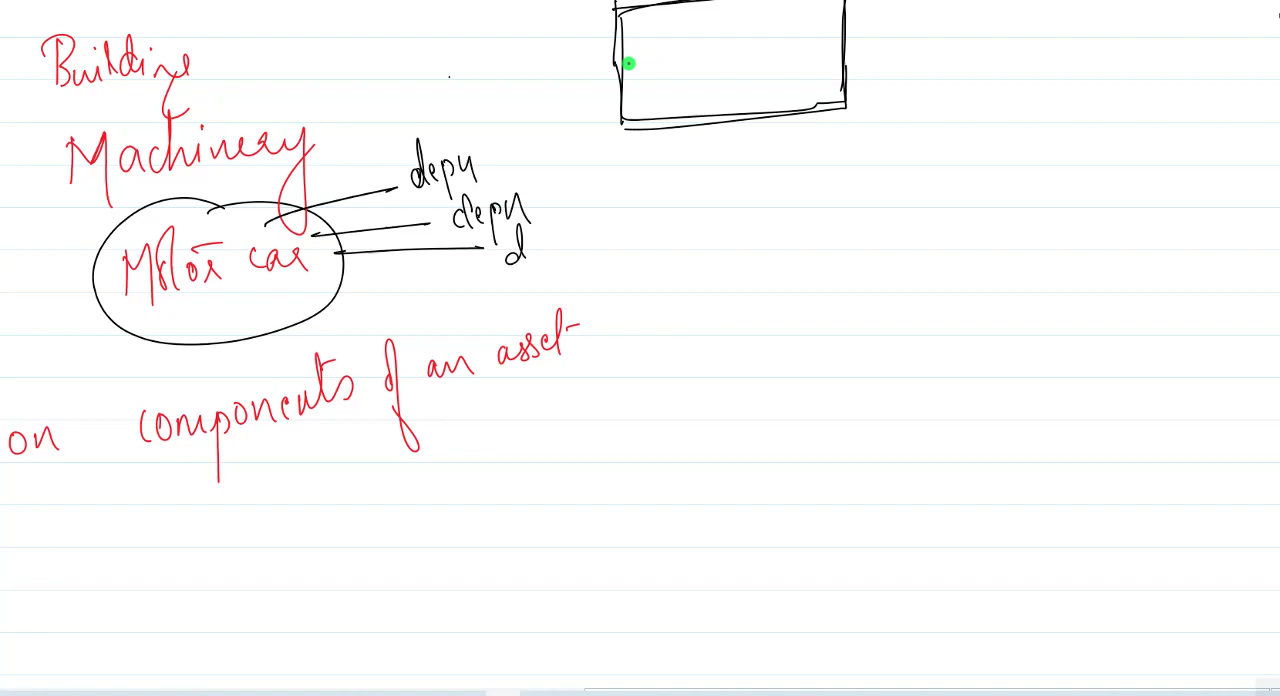 Building
Machinery
depn
depn
Motor car
d
on components of an asset